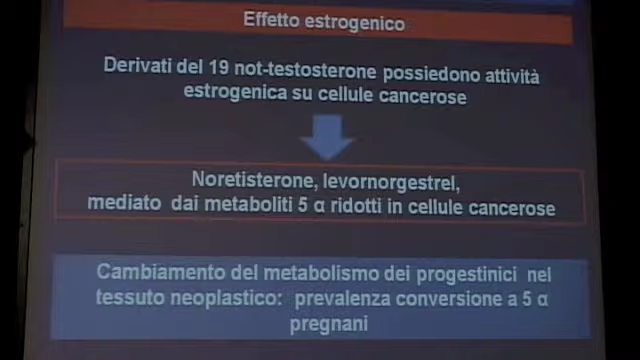 Effetto estrogenico
Derivati del 19 not-testosterone possiedono attività
estrogenica su cellule cancerose
Noretisterone, levornorgestrel,
mediato dai metaboliti 5 α ridotti in cellule cancerose
Cambiamento del metabolismo dei progestinici nel
tessuto neoplastico: prevalenza conversione a 5 α
pregnani